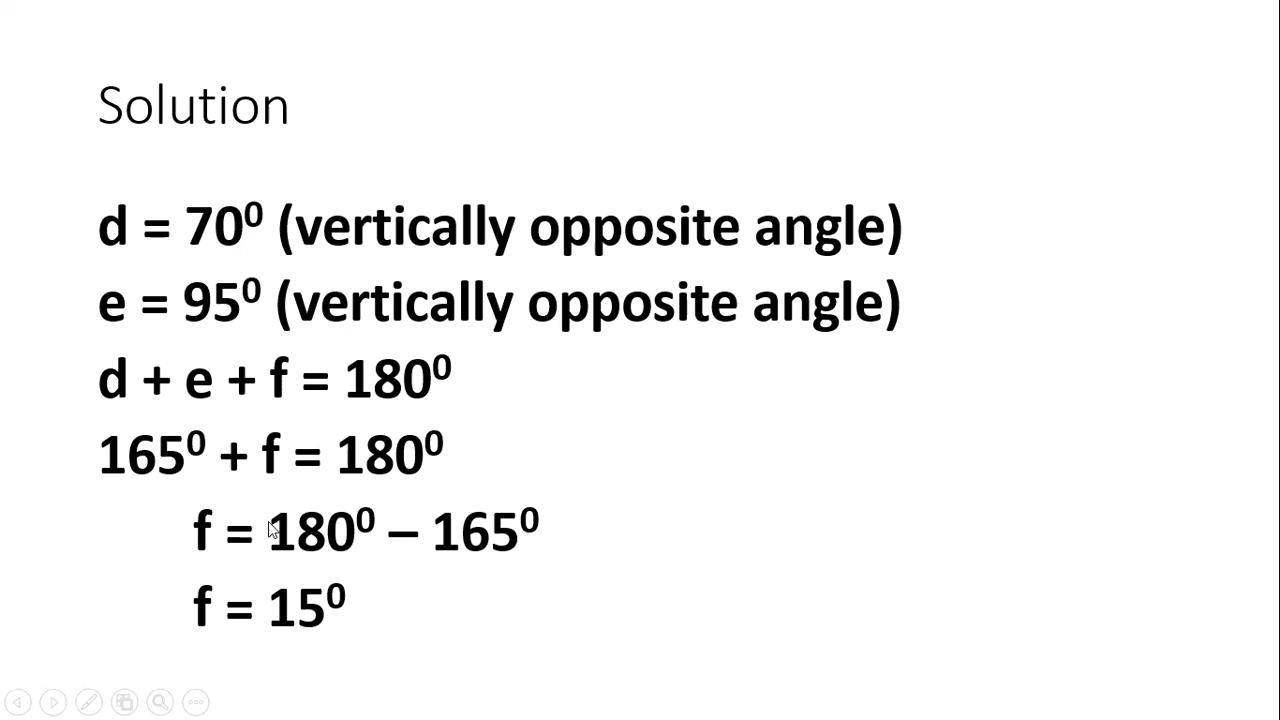 Solution
d = 70⁰ (vertically opposite angle)
e = 95⁰ (vertically opposite angle)
d + e + f = 180⁰
165⁰ + f = 180⁰
f = 180⁰ – 165⁰
f = 15⁰